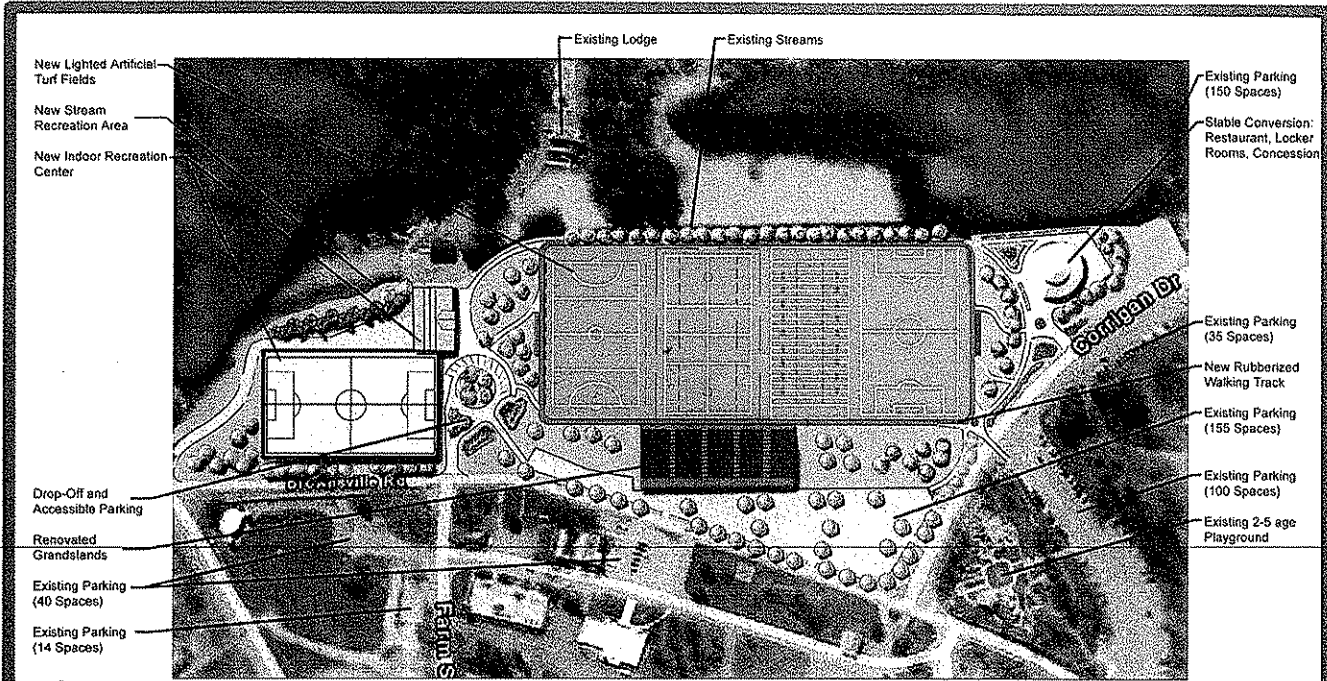 Existing Lodge
Existing Streams
New Lighted Artificial
Turf Fields
New Stream
Recreation Area
New Indoor Recreation
Center
Existing Parking
(150 Spaces)
Stable Conversion:
Restaurant, Locker
Rooms, Concession
Corrigan Dr
Existing Parking
(35 Spaces)
New Rubberized
Walking Track
Existing Parking
(155 Spaces)
Existing Parking
(100 Spaces)
Existing 2-5 age
Playground
Drop-Off and
Accessible Parking
Renovated
Grandstands
Existing Parking
(40 Spaces)
Existing Parking
(14 Spaces)